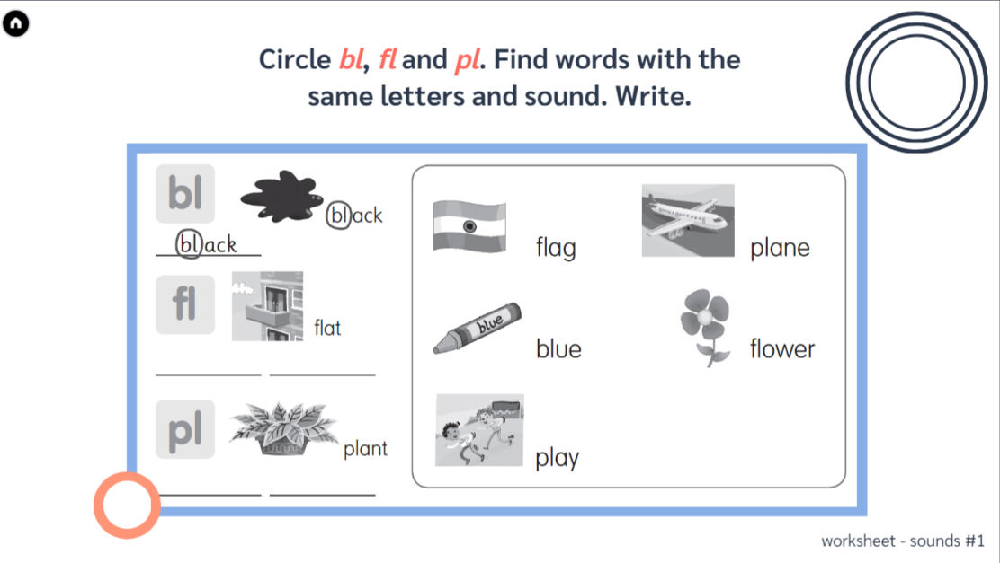 Circle bl, fl and pl. Find words with the
same letters and sound. Write.
bl
black
black
fl
flat
pl
plant
flag
plane
blue
blue
flower
play
worksheet - sounds #1